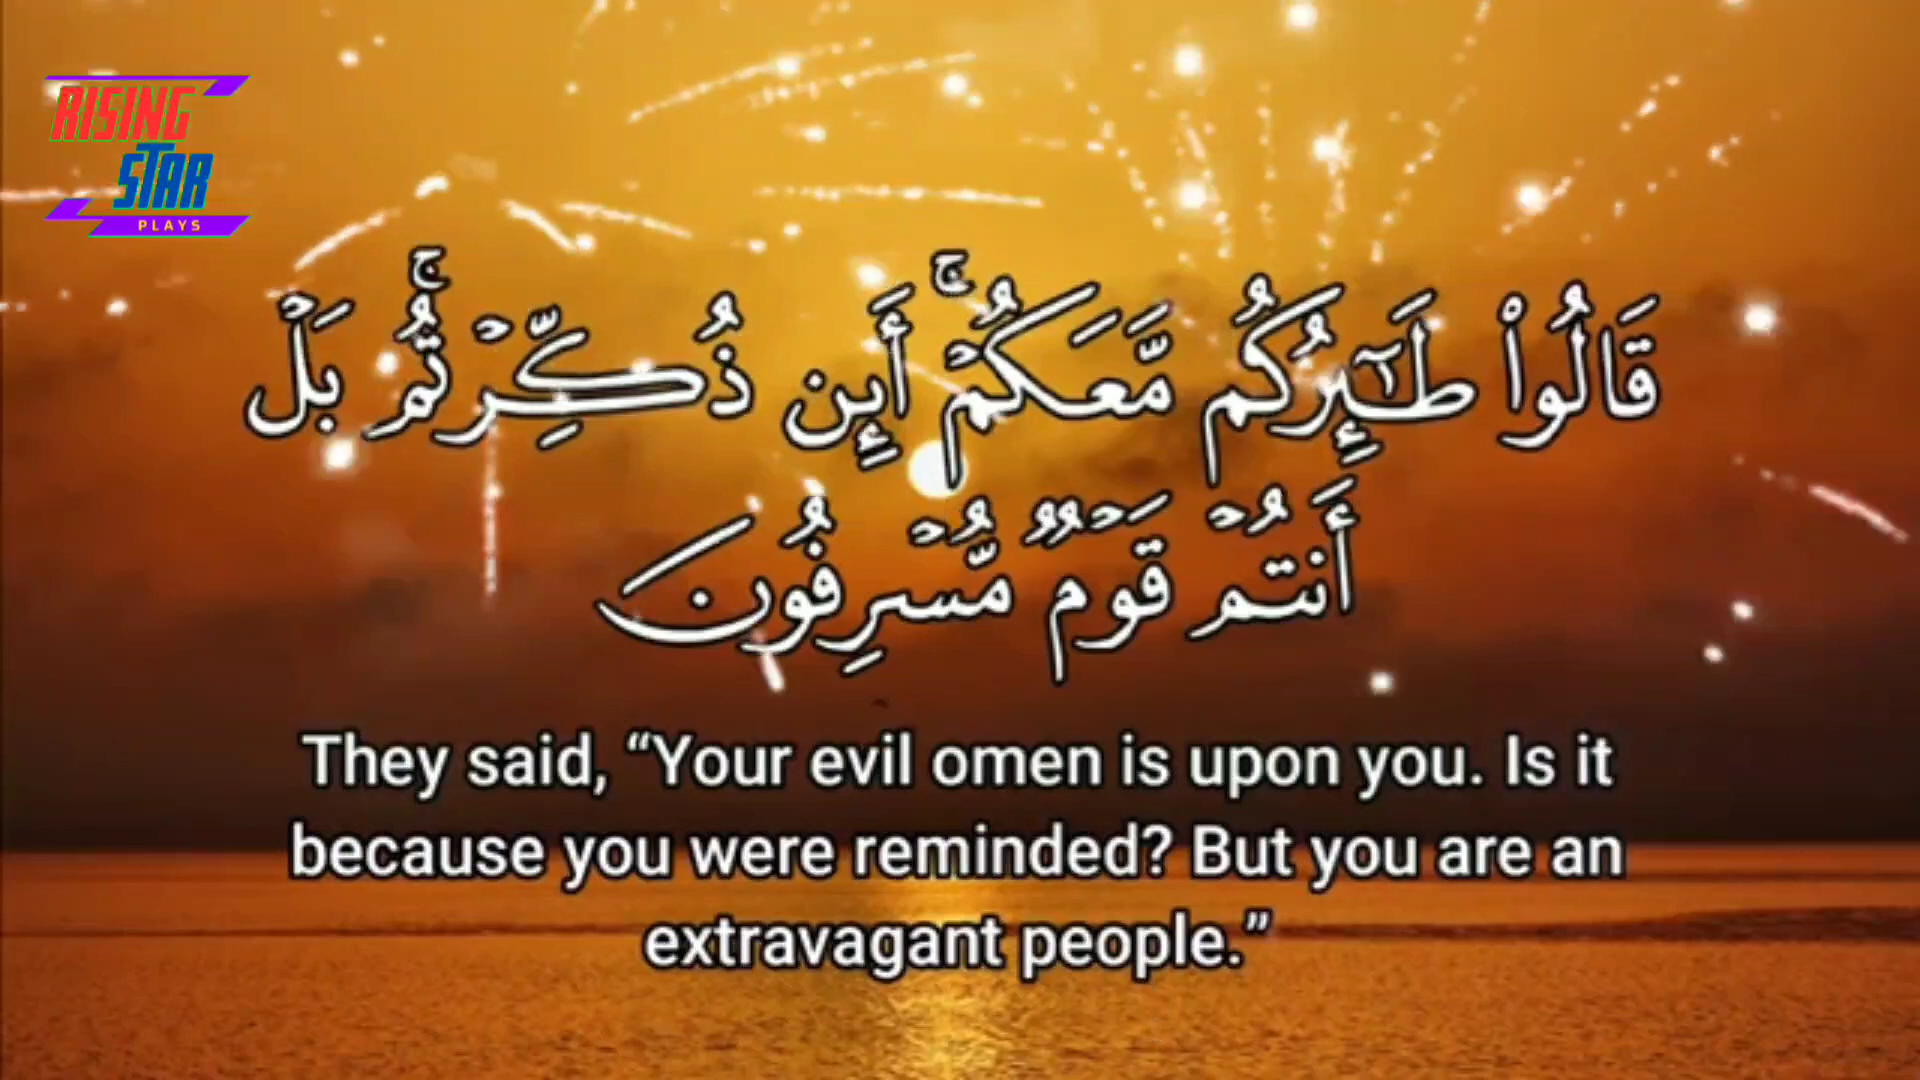 RISING
STAR
PLAYS
قَالُوا۟ طَـٰٓئِرُكُم مَّعَكُمْ ۚ أَئِن ذُكِّرْتُم ۚ بَلْ
أَنتُمْ قَوْمٌ مُّسْرِفُونَ
They said, “Your evil omen is upon you. Is it
because you were reminded? But you are an
extravagant people.”